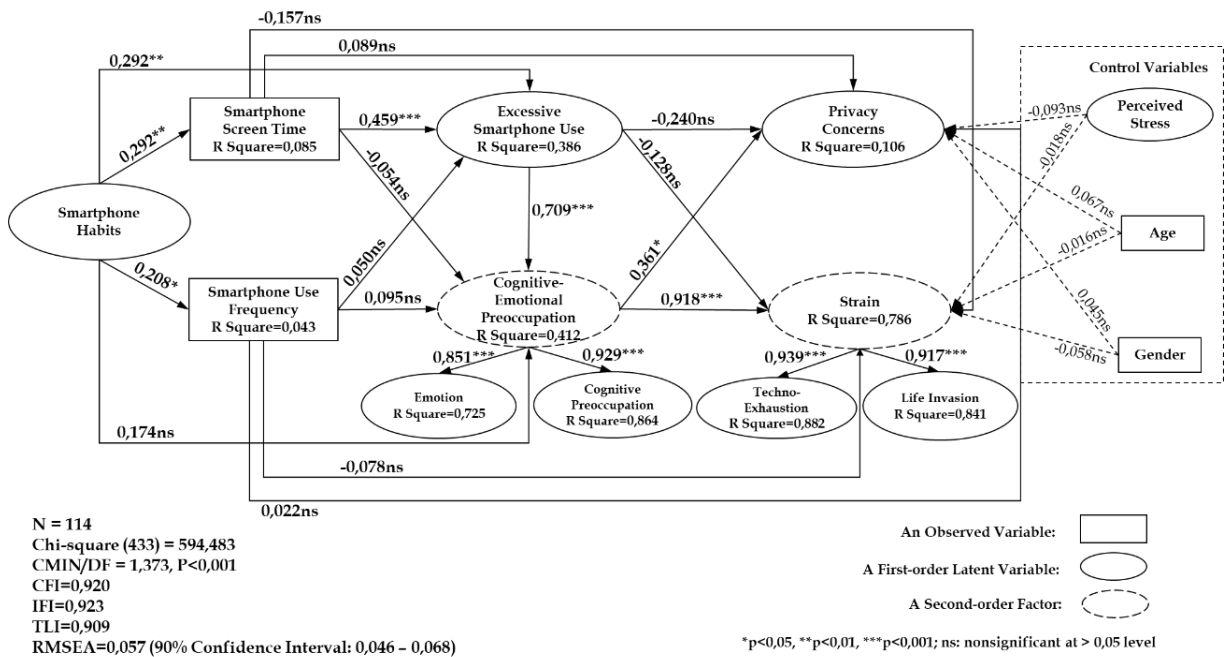 -0,157ns
0,089ns
0,292**
Control Variables
Smartphone
Screen Time
R Square=0,085
0,459***
Excessive
Smartphone Use
R Square=0,386
-0,240ns
Privacy
Concerns
R Square=0,106
-0,093ns
Perceived
Stress
0,292**
-0,054ns
-0,128ns
-0,018ns
Smartphone
Habits
0,709***
0,067ns
Age
-0,016ns
0,208*
0,050ns
0,361*
Smartphone Use
Frequency
R Square=0,043
0,095ns
Cognitive-
Emotional
Preoccupation
R Square=0,412
0,918***
Strain
R Square=0,786
0,045ns
-0,058ns
Gender
0,851***
0,929***
0,939***
0,917***
Emotion
R Square=0,725
Cognitive
Preoccupation
R Square=0,864
Techno-
Exhaustion
R Square=0,882
Life Invasion
R Square=0,841
0,174ns
-0,078ns
0,022ns
N = 114
Chi-square (433) = 594,483
CMIN/DF = 1,373, P<0,001
CFI=0,920
IFI=0,923
TLI=0,909
RMSEA=0,057 (90% Confidence Interval: 0,046 – 0,068)
An Observed Variable:
A First-order Latent Variable:
A Second-order Factor:
*p<0,05, **p<0,01, ***p<0,001; ns: nonsignificant at > 0,05 level